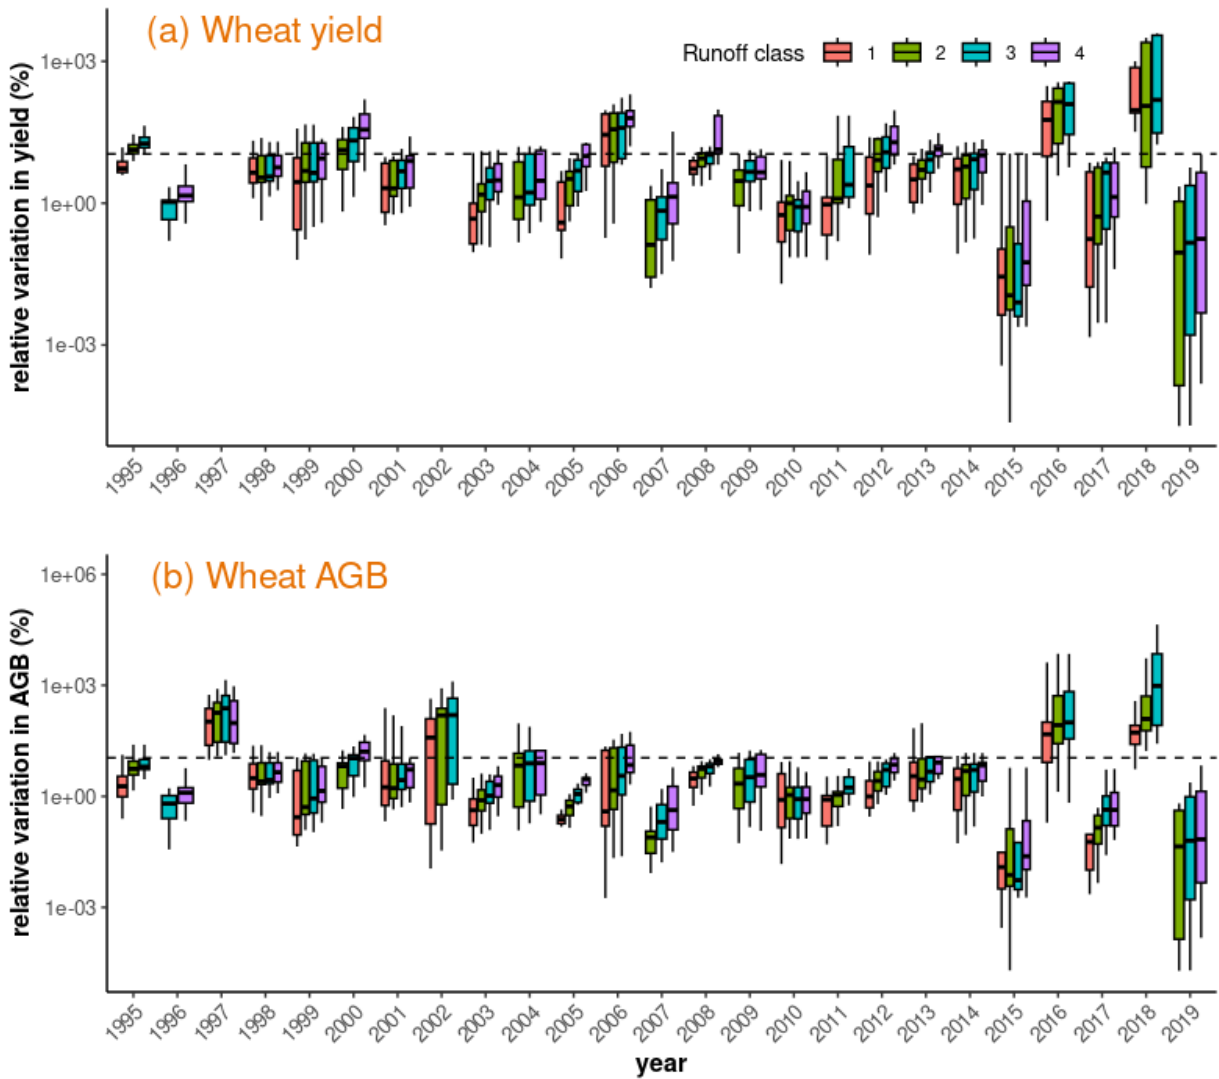 (a) Wheat yield
Runoff class 1 2 3 4
relative variation in yield (%)
1e+03
1e+00
1e-03
1995 1996 1997 1998 1999 2000 2001 2002 2003 2004 2005 2006 2007 2008 2009 2010 2011 2012 2013 2014 2015 2016 2017 2018 2019
(b) Wheat AGB
relative variation in AGB (%)
1e+06
1e+03
1e+00
1e-03
1995 1996 1997 1998 1999 2000 2001 2002 2003 2004 2005 2006 2007 2008 2009 2010 2011 2012 2013 2014 2015 2016 2017 2018 2019
year